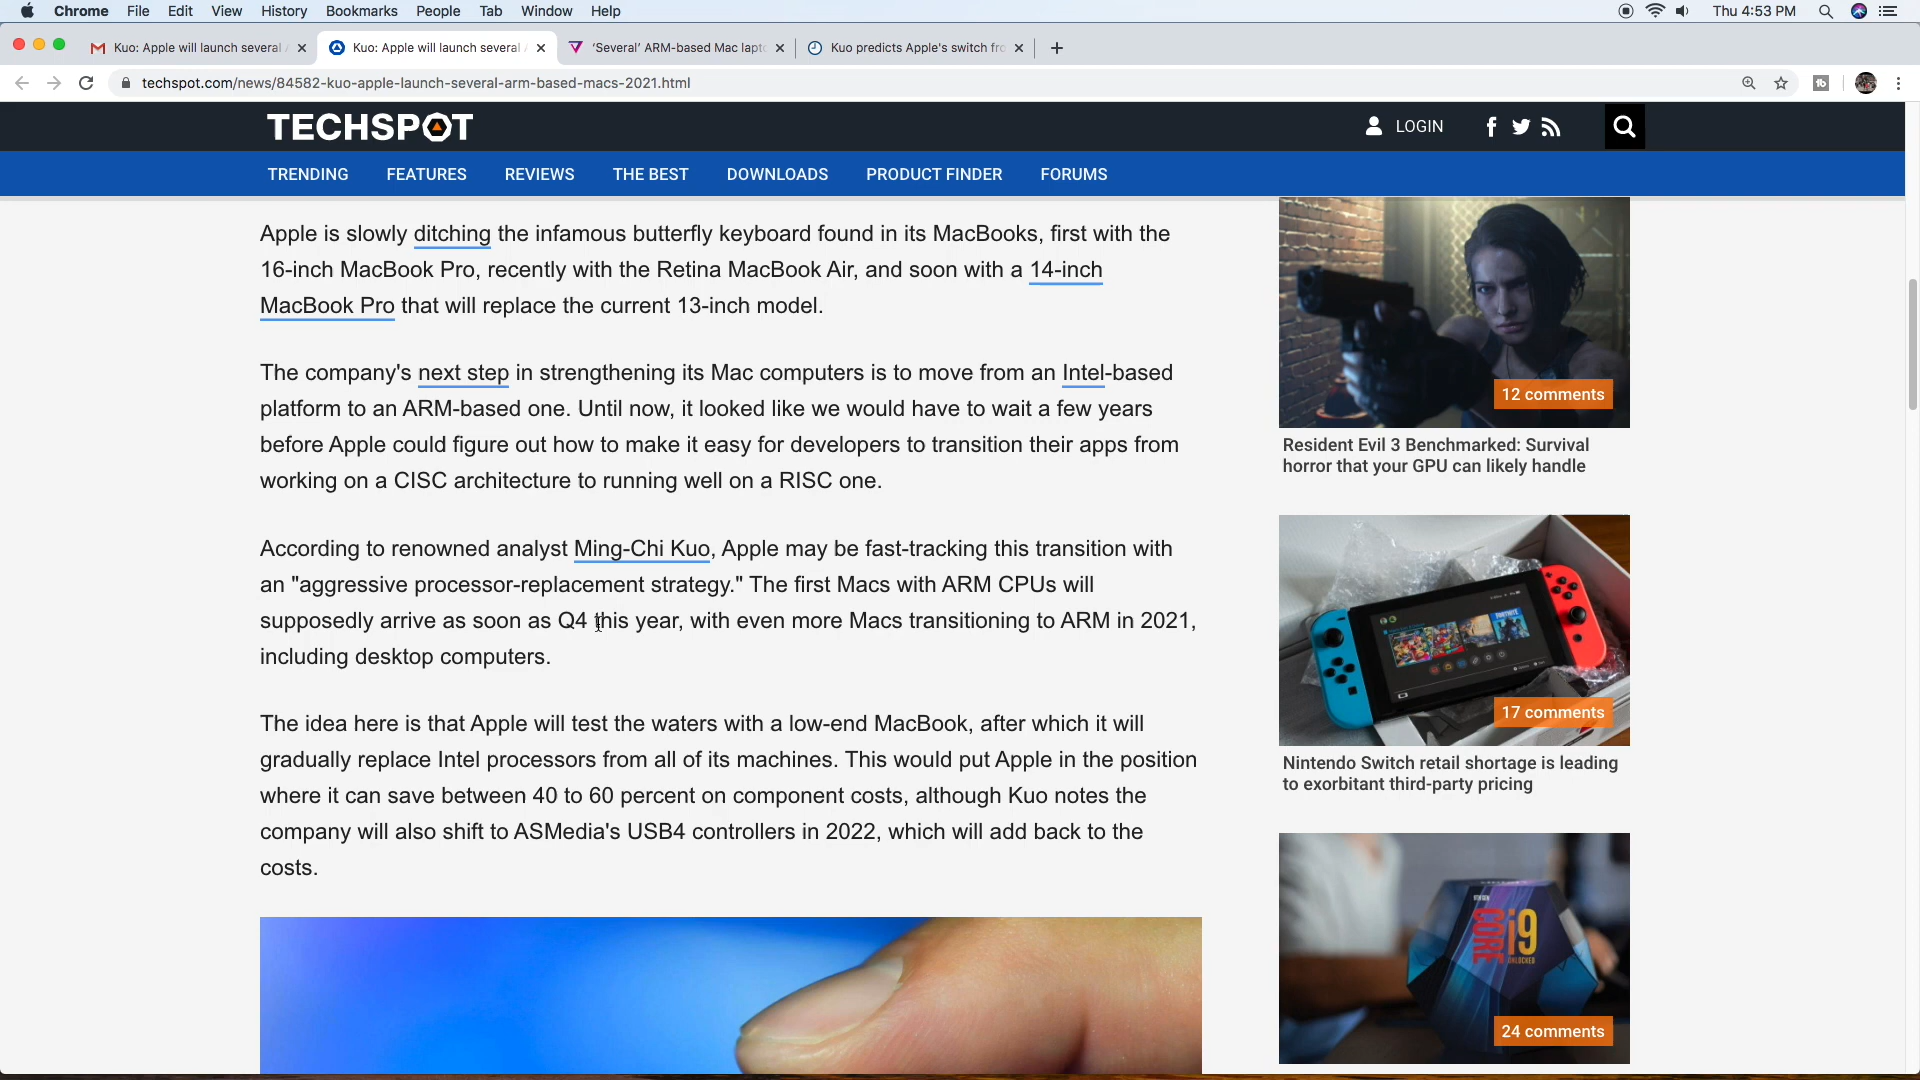 Chrome File Edit View History Bookmarks People Tab Window Help Thu 4:53 PM
Kuo: Apple will launch several
Kuo: Apple will launch several
'Several' ARM-based Mac
Kuo predicts Apple's switch
techspot.com/news/84582-kuo-apple-launch-several-arm-based-macs-2021.html
TECHSPOT
LOGIN
TRENDING FEATURES REVIEWS THE BEST DOWNLOADS PRODUCT FINDER FORUMS
Apple is slowly ditching the infamous butterfly keyboard found in its MacBooks, first with the
16-inch MacBook Pro, recently with the Retina MacBook Air, and soon with a 14-inch
MacBook Pro that will replace the current 13-inch model.
The company's next step in strengthening its Mac computers is to move from an Intel-based
platform to an ARM-based one. Until now, it looked like we would have to wait a few years
before Apple could figure out how to make it easy for developers to transition their apps from
working on a CISC architecture to running well on a RISC one.
According to renowned analyst Ming-Chi Kuo, Apple may be fast-tracking this transition with
an "aggressive processor-replacement strategy." The first Macs with ARM CPUs will
supposedly arrive as soon as Q4 this year, with even more Macs transitioning to ARM in 2021,
including desktop computers.
The idea here is that Apple will test the waters with a low-end MacBook, after which it will
gradually replace Intel processors from all of its machines. This would put Apple in the position
where it can save between 40 to 60 percent on component costs, although Kuo notes the
company will also shift to ASMedia's USB4 controllers in 2022, which will add back to the
costs.
12 comments
Resident Evil 3 Benchmarked: Survival
horror that your GPU can likely handle
17 comments
Nintendo Switch retail shortage is leading
to exorbitant third-party pricing
CORE i9
UNLOCKED
24 comments